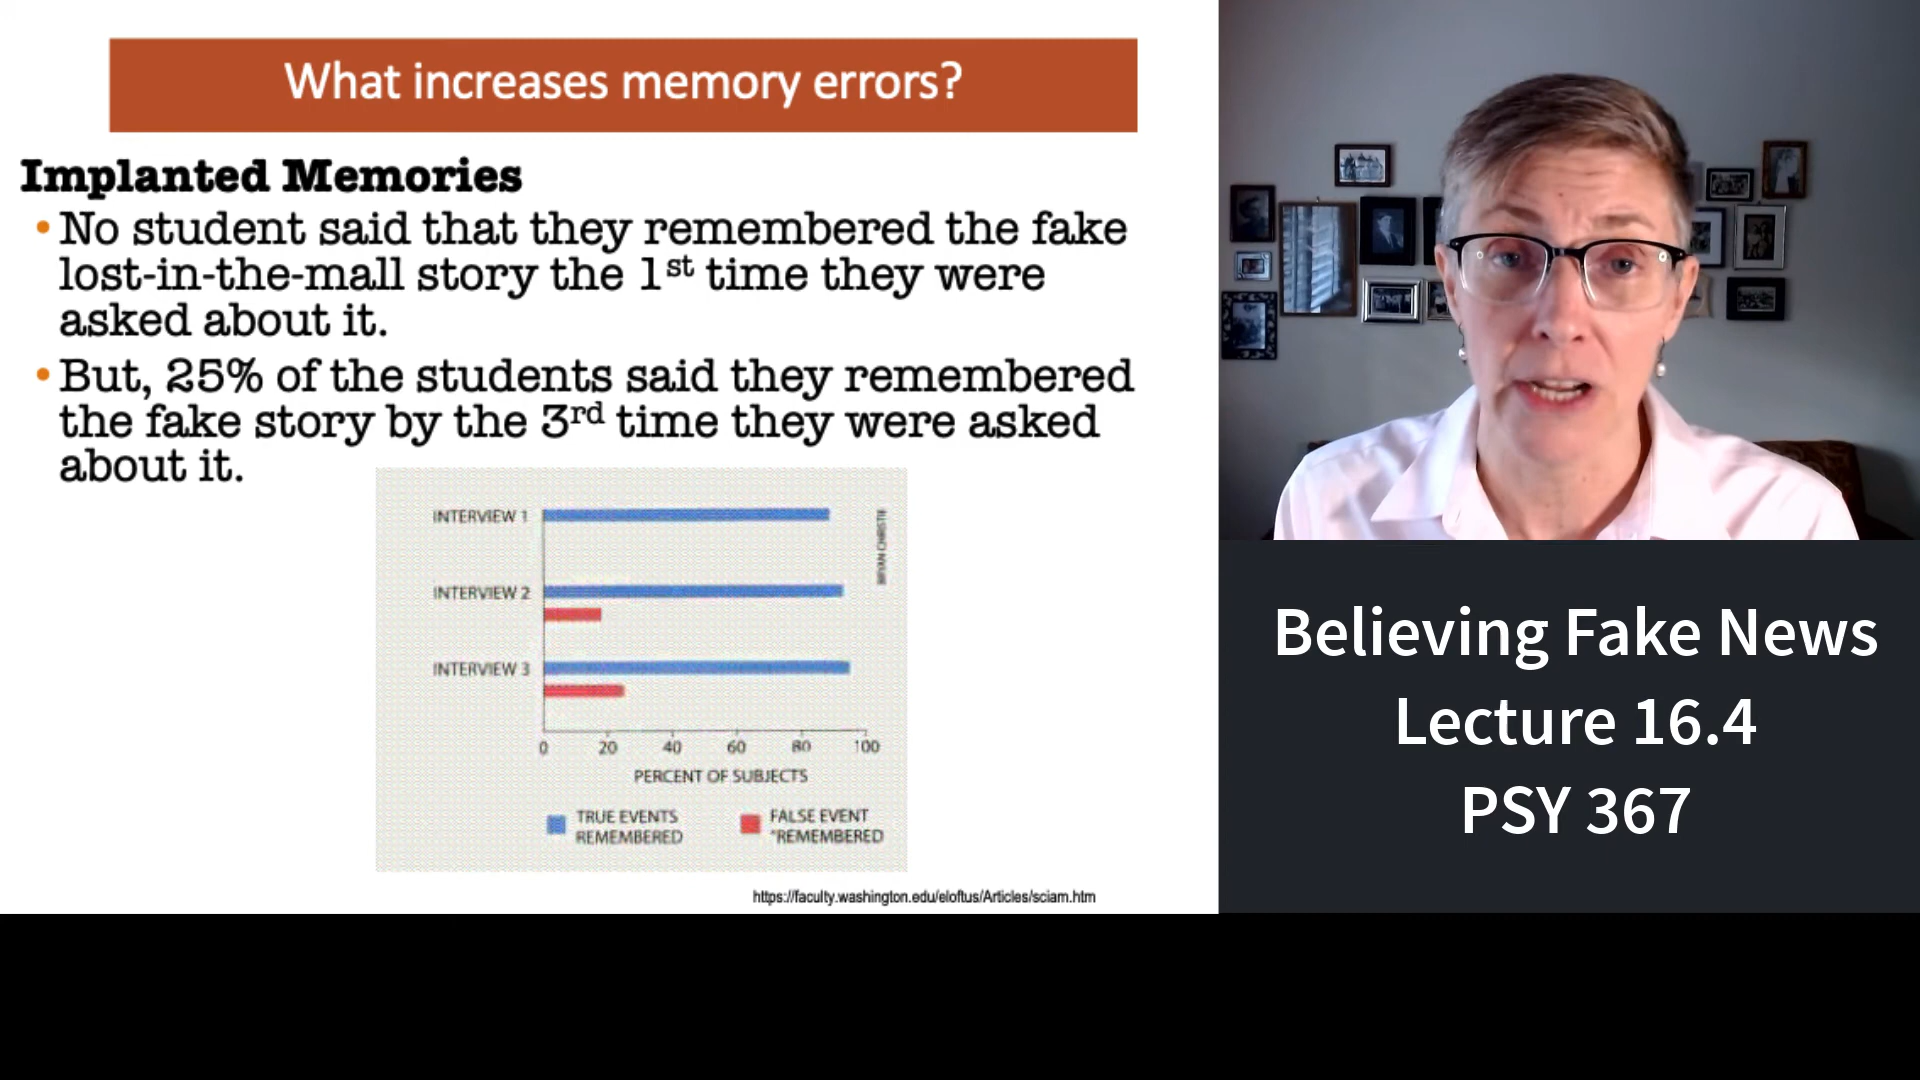 What increases memory errors?
Implanted Memories
• No student said that they remembered the fake
lost-in-the-mall story the 1st time they were
asked about it.
• But, 25% of the students said they remembered
the fake story by the 3rd time they were asked
about it.
INTERVIEW 1
INTERVIEW 2
INTERVIEW 3
BRYAN CHRISTIE
0 20 40 60 80 100
PERCENT OF SUBJECTS
TRUE EVENTS
REMEMBERED
FALSE EVENT
"REMEMBERED
https://faculty.washington.edu/eloftus/Articles/sciam.htm
Believing Fake News
Lecture 16.4
PSY 367